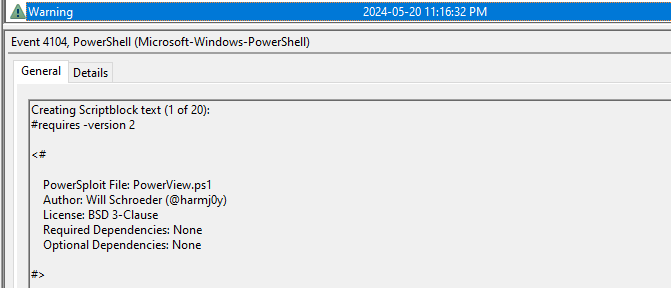 Warning 2024-05-20 11:16:32 PM
Event 4104, PowerShell (Microsoft-Windows-PowerShell)
General Details
Creating Scriptblock text (1 of 20):
#requires -version 2
<#
PowerSploit File: PowerView.ps1
Author: Will Schroeder (@harmj0y)
License: BSD 3-Clause
Required Dependencies: None
Optional Dependencies: None
#>